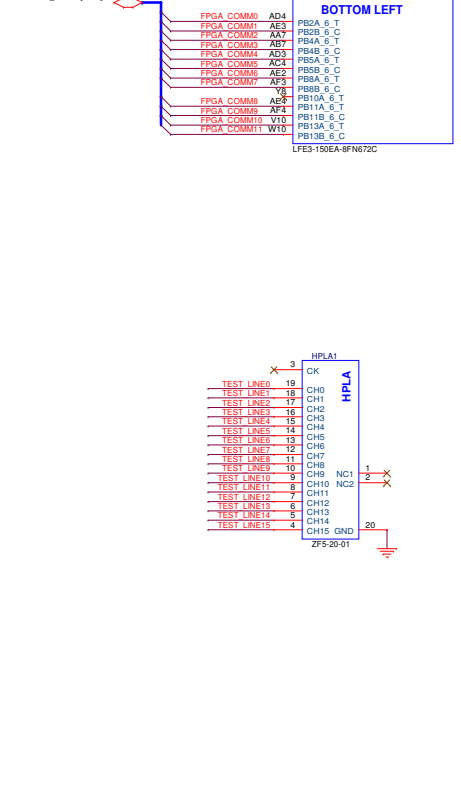 BOTTOM LEFT
FPGA_COMM0 AD4 PB2A_6_T
FPGA_COMM1 AE3 PB2B_6_C
FPGA_COMM2 AA7 PB4A_6_T
FPGA_COMM3 AB7 PB4B_6_C
FPGA_COMM4 AD3 PB5A_6_T
FPGA_COMM5 AC4 PB5B_6_C
FPGA_COMM6 AE2 PB8A_6_T
FPGA_COMM7 AF3 PB8B_6_C
Y8 PB10A_6_T
FPGA_COMM8 AE4 PB11A_6_T
FPGA_COMM9 AF4 PB11B_6_C
FPGA_COMM10 V10 PB13A_6_T
FPGA_COMM11 W10 PB13B_6_C
LFE3-150EA-8FN672C
HPLA1
HPLA
3 CK
TEST_LINE0 19 CH0
TEST_LINE1 18 CH1
TEST_LINE2 17 CH2
TEST_LINE3 16 CH3
TEST_LINE4 15 CH4
TEST_LINE5 14 CH5
TEST_LINE6 13 CH6
TEST_LINE7 12 CH7
TEST_LINE8 11 CH8
TEST_LINE9 10 CH9 NC1 1
TEST_LINE10 9 CH10 NC2 2
TEST_LINE11 8 CH11
TEST_LINE12 7 CH12
TEST_LINE13 6 CH13
TEST_LINE14 5 CH14
TEST_LINE15 4 CH15 GND 20
ZF5-20-01